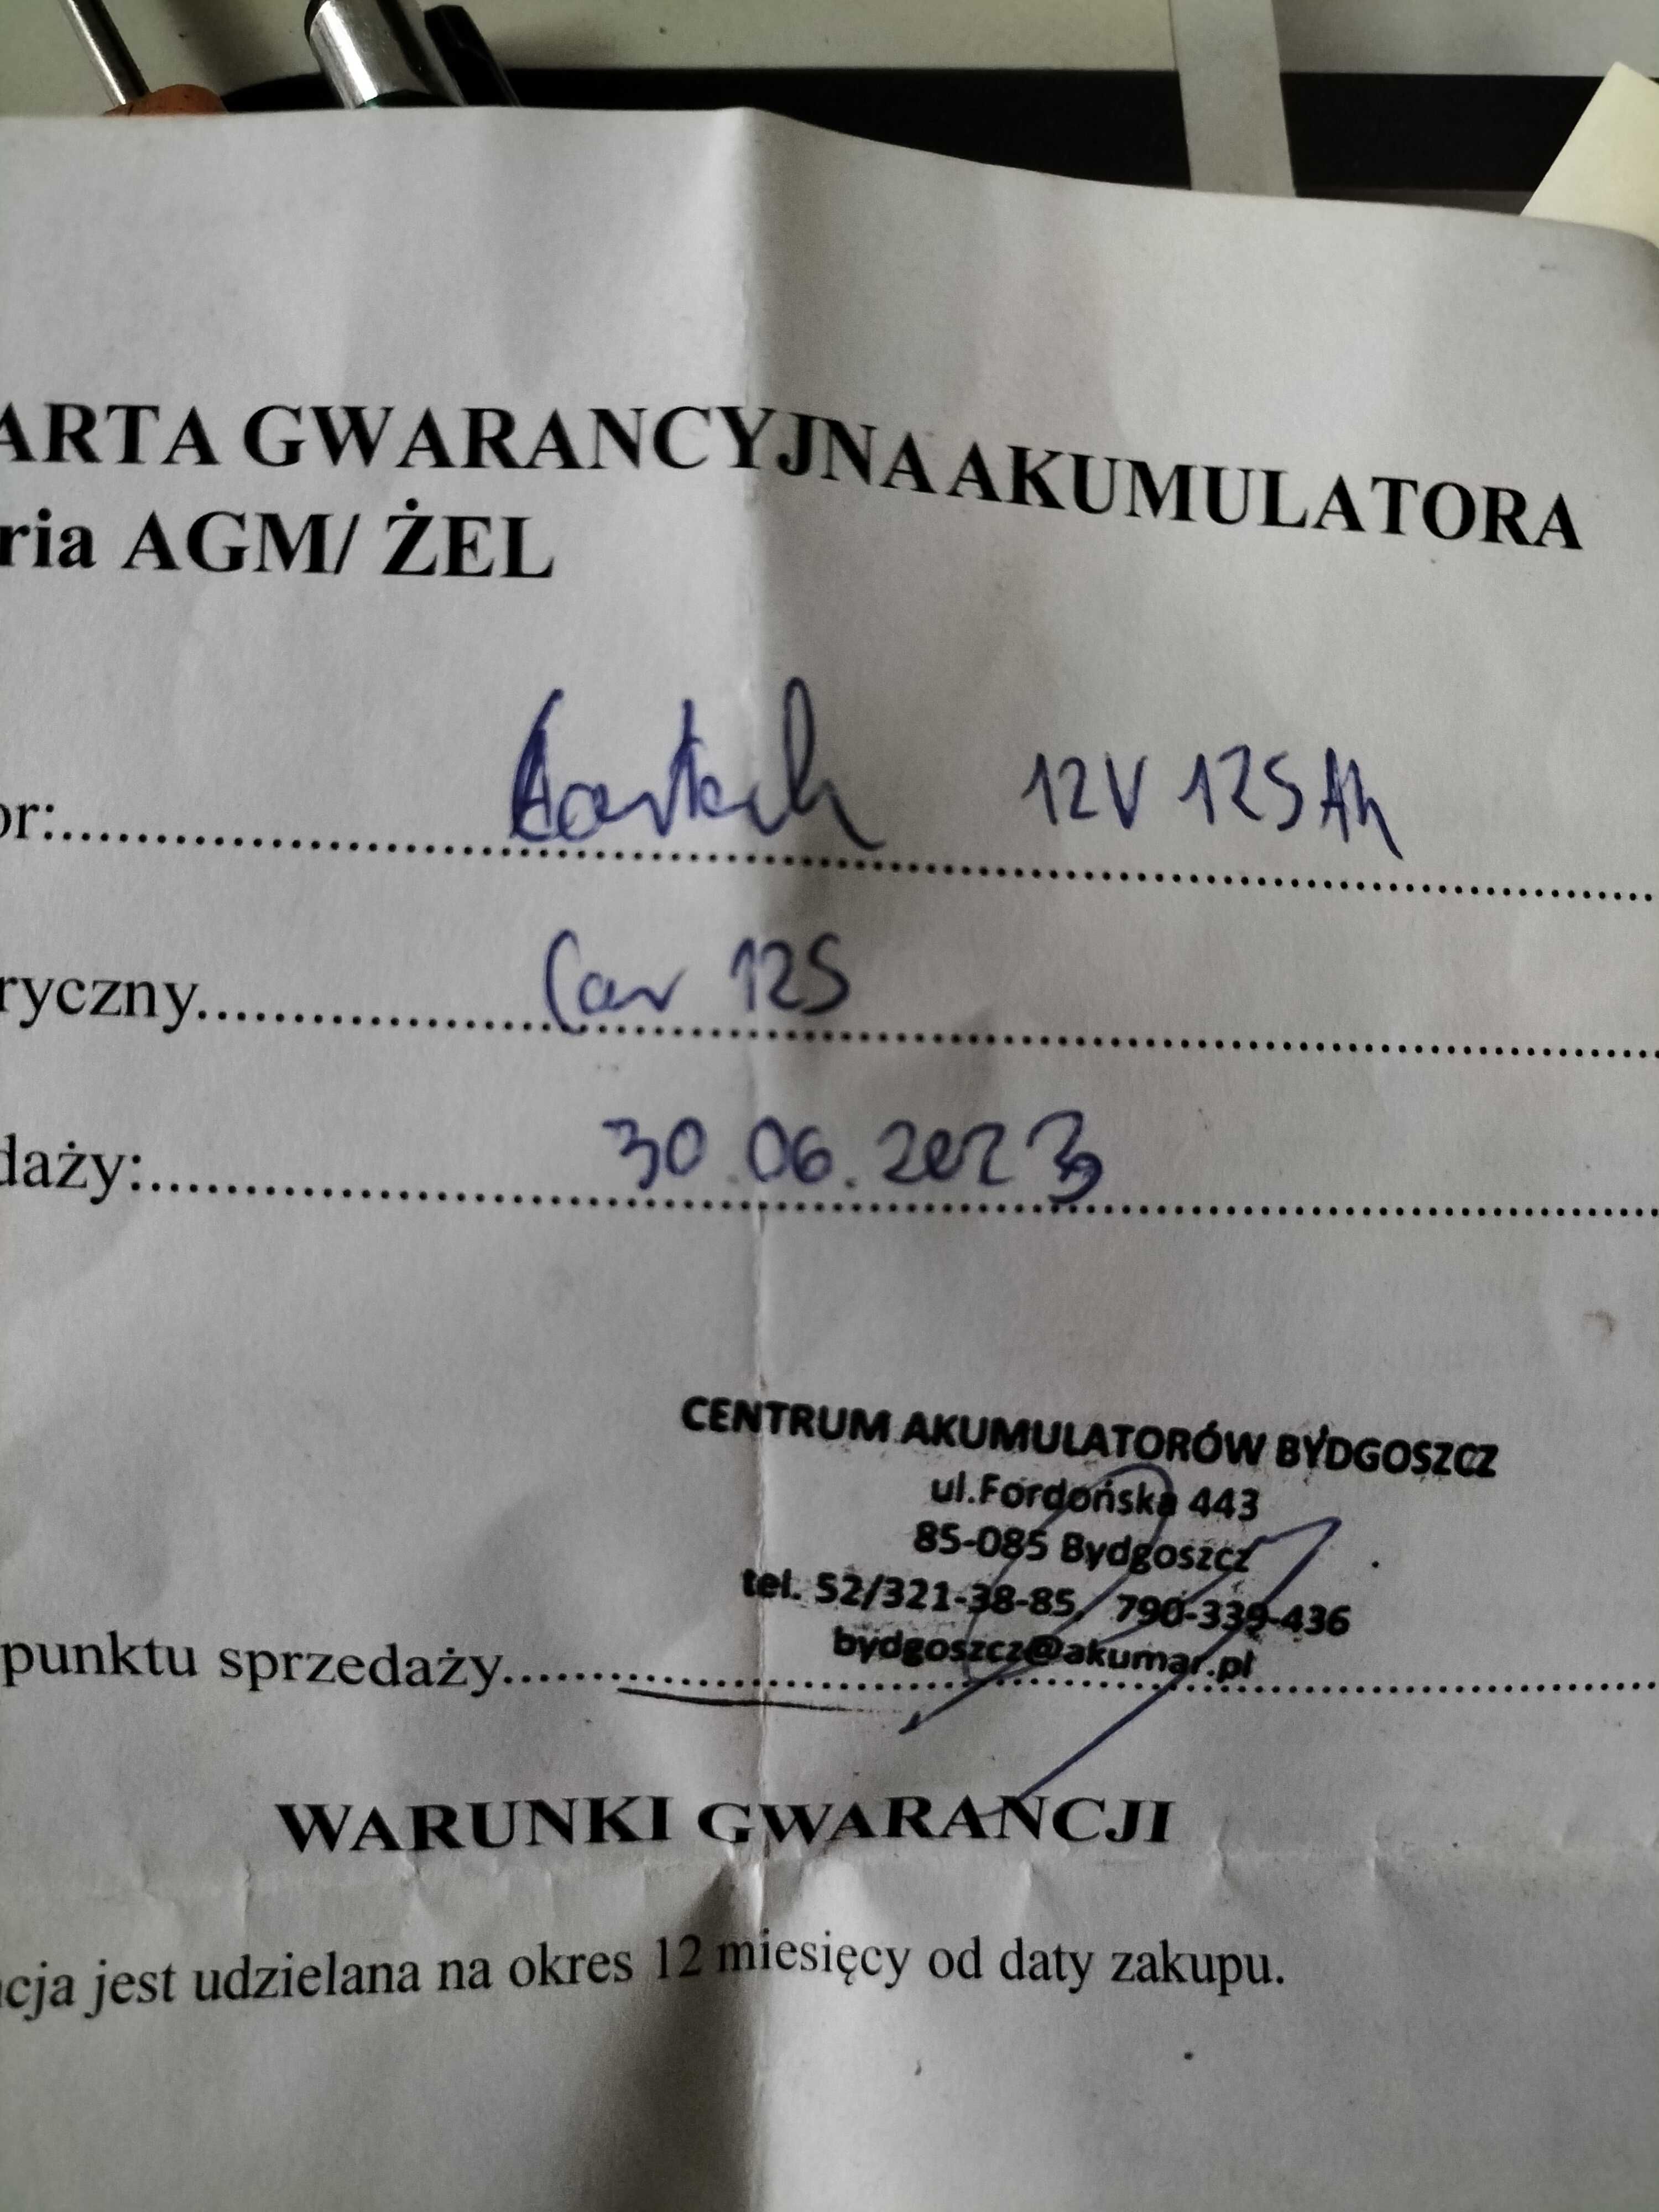 ARTA GWARANCYJNA AKUMULATORA
ria AGM/ ŻEL
or:.......... 12V 125Ah
ryczny.......... Car 125
daży:.......... 30.06.2023
CENTRUM AKUMULATORÓW BYDGOSZCZ
ul.Fordońska 443
85-085 Bydgoszcz
tel. 52/321-38-85, 790-339-436
bydgoszcz@akumar.pl
punktu sprzedaży..........
WARUNKI GWARANCJI
cja jest udzielana na okres 12 miesięcy od daty zakupu.